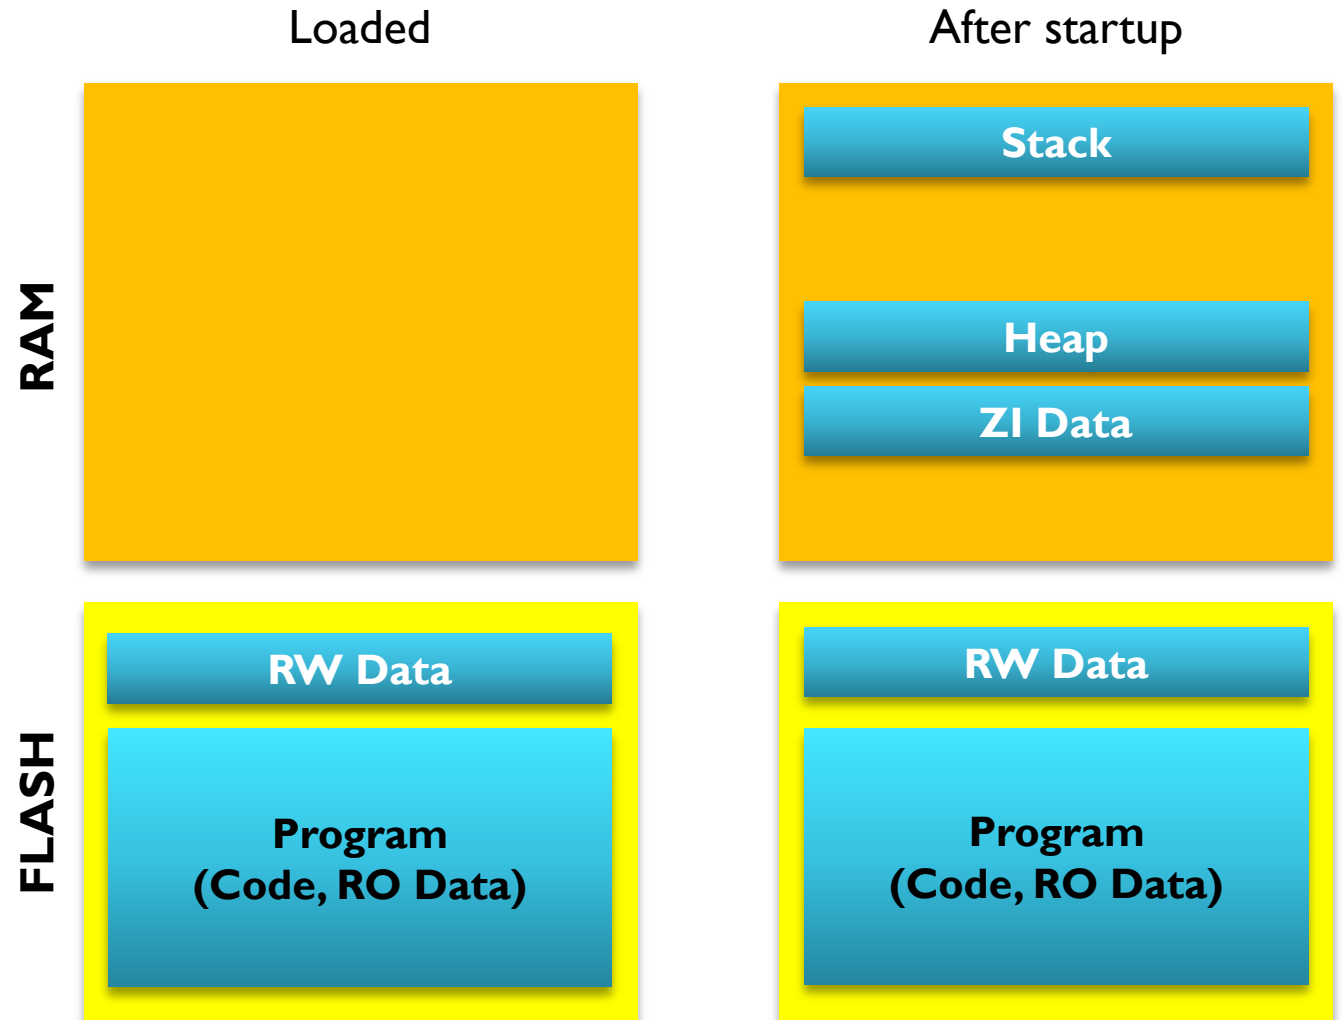 Loaded
After startup
RAM
Stack
Heap
ZI Data
FLASH
RW Data
Program
(Code, RO Data)
RW Data
Program
(Code, RO Data)